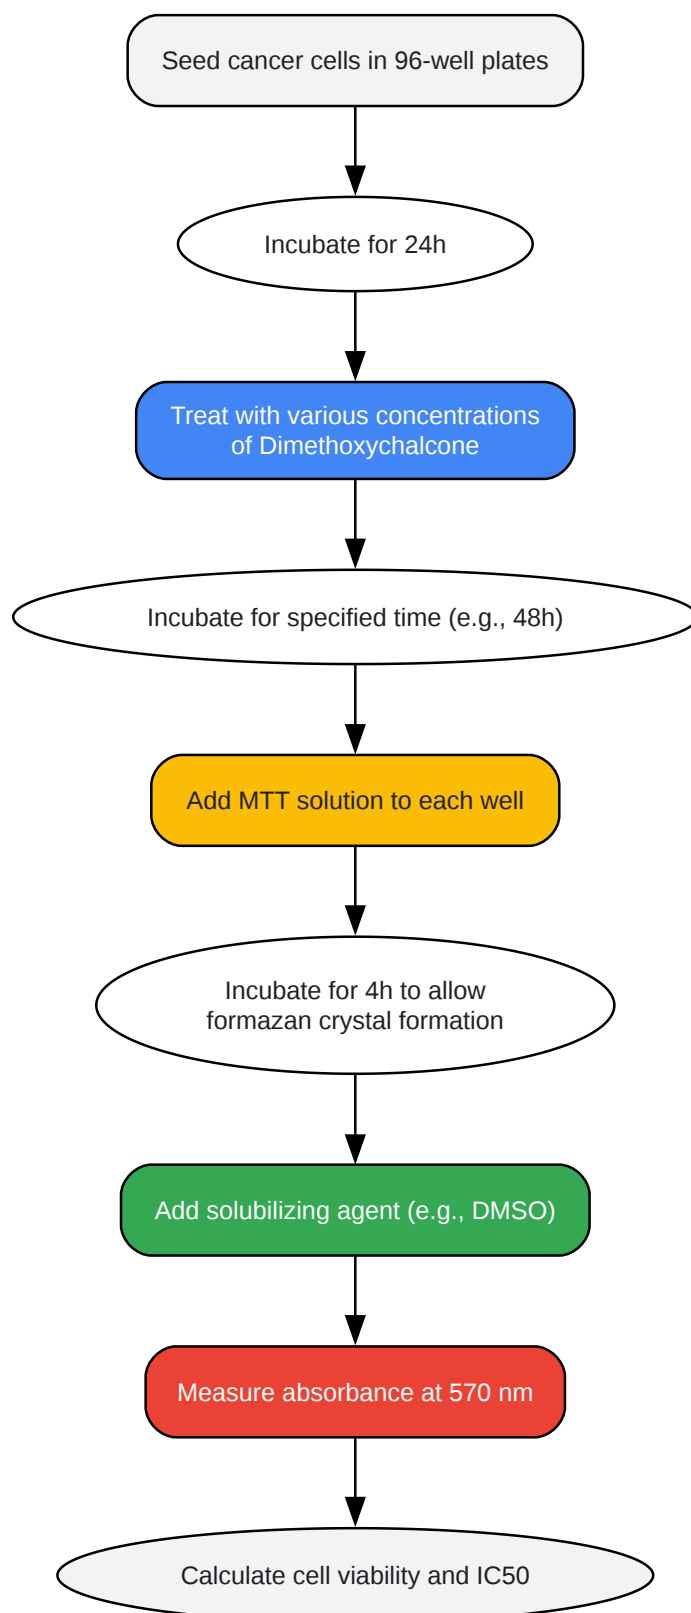 Seed cancer cells in 96-well plates
Incubate for 24h
Treat with various concentrations
of Dimethoxychalcone
Incubate for specified time (e.g., 48h)
Add MTT solution to each well
Incubate for 4h to allow
formazan crystal formation
Add solubilizing agent (e.g., DMSO)
Measure absorbance at 570 nm
Calculate cell viability and IC50